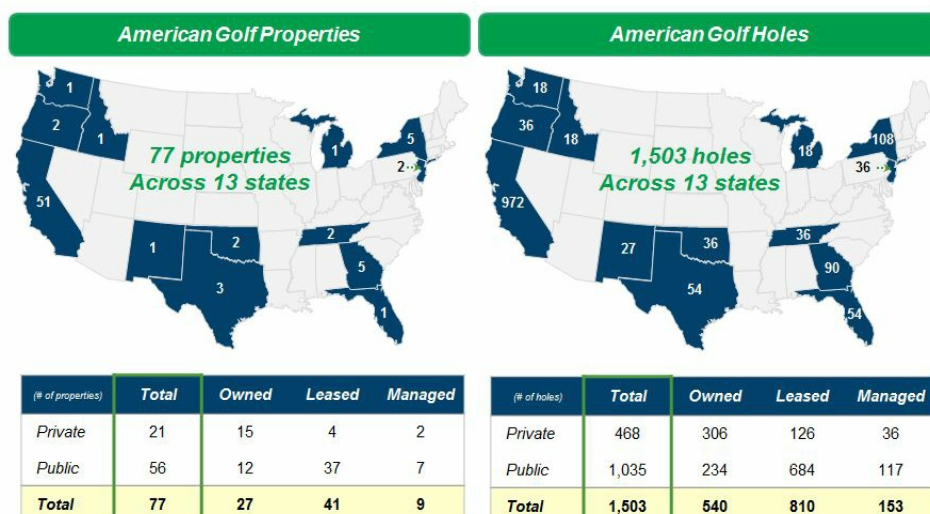 American Golf Properties
1
2
1
51
77 properties
Across 13 states
1
5
2
1
2
3
2
5
1
(# of properties) Total Owned Leased Managed
Private 21 15 4 2
Public 56 12 37 7
Total 77 27 41 9
American Golf Holes
18
36
18
972
1,503 holes
Across 13 states
18
108
36
27
36
54
36
90
54
(# of holes) Total Owned Leased Managed
Private 468 306 126 36
Public 1,035 234 684 117
Total 1,503 540 810 153